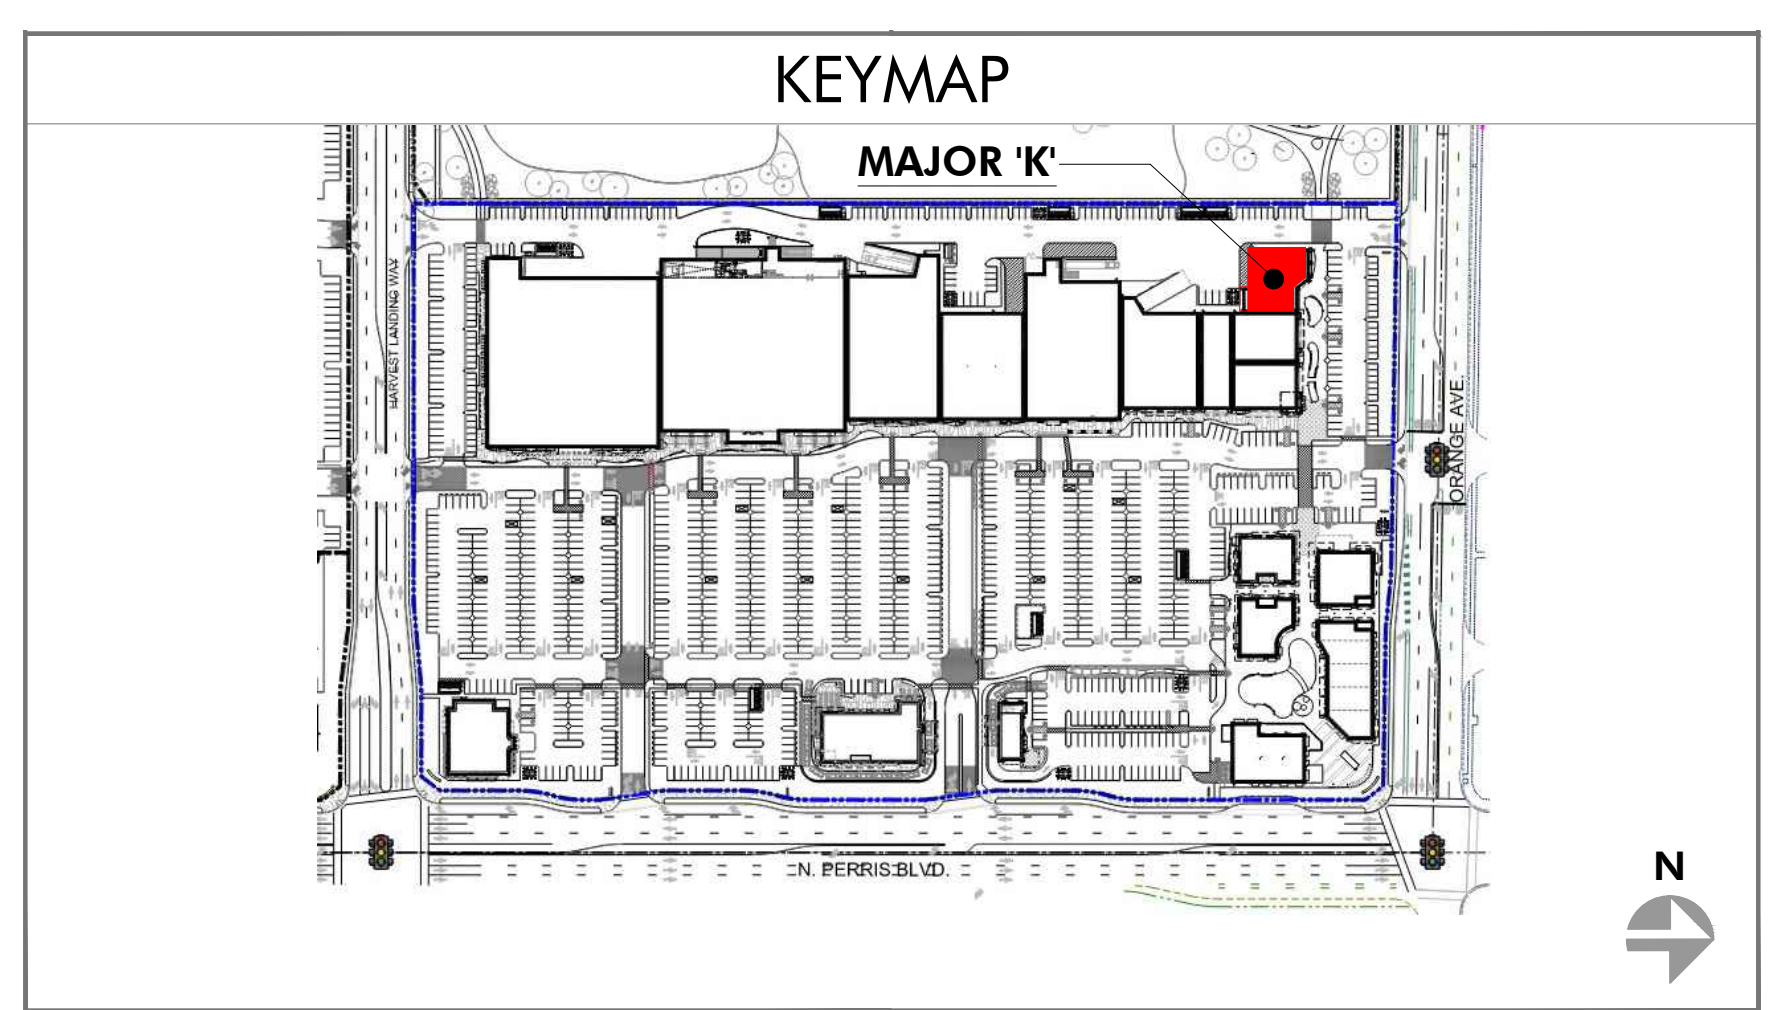 KEYMAP
MAJOR 'K'
HARVEST LANDING WAY
ORANGE AVE.
N. PERRIS BLVD.
N